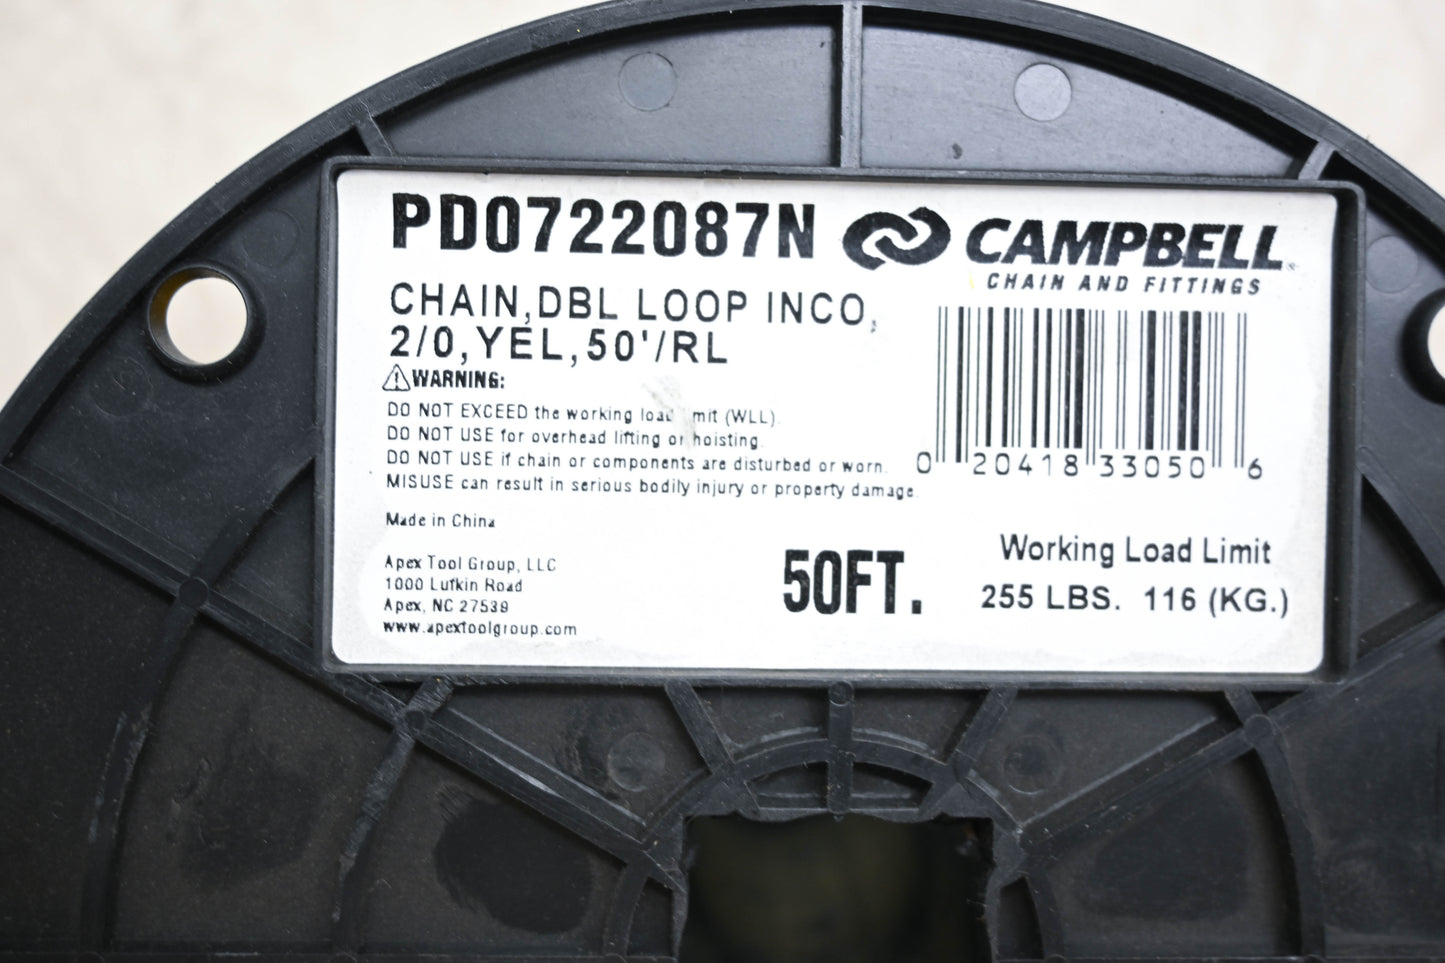 PD0722087N
CAMPBELL
CHAIN AND FITTINGS
CHAIN,DBL LOOP INCO,
2/0,YEL,50'/RL
WARNING:
DO NOT EXCEED the working load mit (WLL).
DO NOT USE for overhead lifting or hoisting.
DO NOT USE if chain or components are disturbed or worn.
MISUSE can result in serious bodily injury or property damage.
0 20418 33050 6
Made in China
Apex Tool Group, LLC
1000 Lufkin Road
Apex, NC 27539
www.apextoolgroup.com
50FT.
Working Load Limit
255 LBS. 116 (KG.)